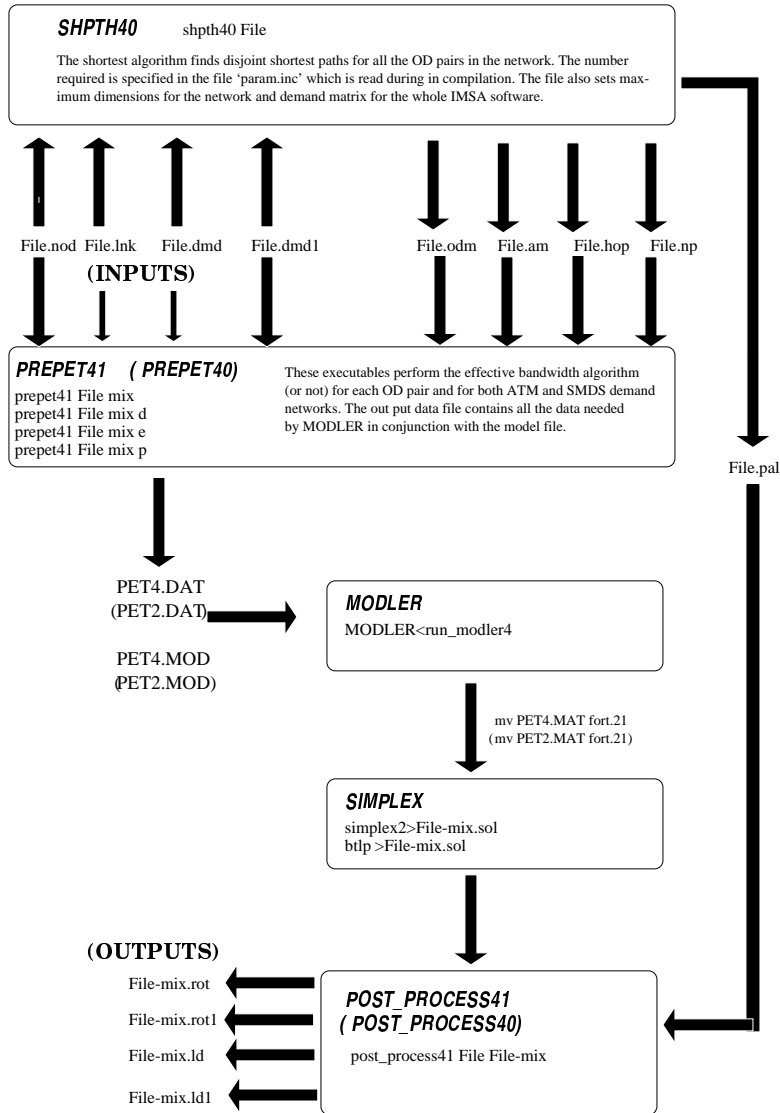 SHPTH40 shpth40 File
The shortest algorithm finds disjoint shortest paths for all the OD pairs in the network. The number
required is specified in the file ‘param.inc’ which is read during in compilation. The file also sets max-
imum dimensions for the network and demand matrix for the whole IMSA software.
File.nod File.lnk File.dmd File.dmd1 File.odm File.am File.hop File.np
(INPUTS)
PREPET41 ( PREPET40)
prepet41 File mix
prepet41 File mix d
prepet41 File mix e
prepet41 File mix p
These executables perform the effective bandwidth algorithm
(or not) for each OD pair and for both ATM and SMDS demand
networks. The out put data file contains all the data needed
by MODLER in conjunction with the model file.
File.pal
PET4.DAT
(PET2.DAT)
PET4.MOD
(PET2.MOD)
MODLER
MODLER<run_modler4
mv PET4.MAT fort.21
(mv PET2.MAT fort.21)
SIMPLEX
simplex2>File-mix.sol
btlp >File-mix.sol
(OUTPUTS)
File-mix.rot
File-mix.rot1
File-mix.ld
File-mix.ld1
POST_PROCESS41
( POST_PROCESS40)
post_process41 File File-mix